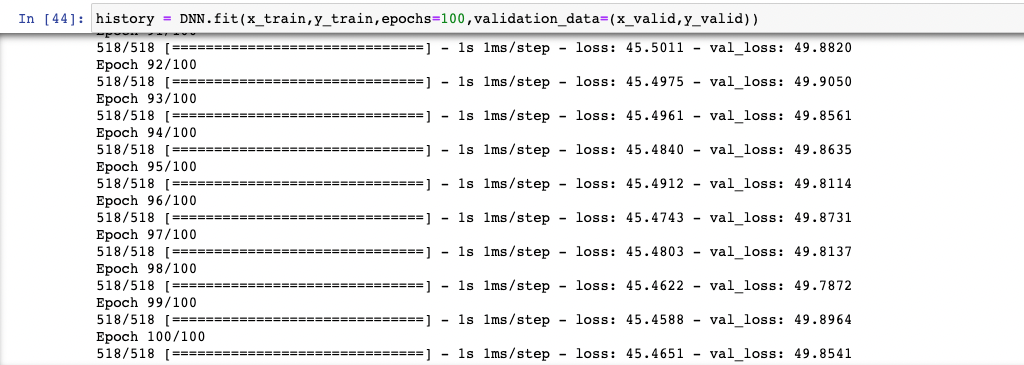 In [44]: history = DNN.fit(x_train,y_train,epochs=100,validation_data=(x_valid,y_valid))
518/518 [==============================] - 1s 1ms/step - loss: 45.5011 - val_loss: 49.8820
Epoch 92/100
518/518 [==============================] - 1s 1ms/step - loss: 45.4975 - val_loss: 49.9050
Epoch 93/100
518/518 [==============================] - 1s 1ms/step - loss: 45.4961 - val_loss: 49.8561
Epoch 94/100
518/518 [==============================] - 1s 1ms/step - loss: 45.4840 - val_loss: 49.8635
Epoch 95/100
518/518 [==============================] - 1s 1ms/step - loss: 45.4912 - val_loss: 49.8114
Epoch 96/100
518/518 [==============================] - 1s 1ms/step - loss: 45.4743 - val_loss: 49.8731
Epoch 97/100
518/518 [==============================] - 1s 1ms/step - loss: 45.4803 - val_loss: 49.8137
Epoch 98/100
518/518 [==============================] - 1s 1ms/step - loss: 45.4622 - val_loss: 49.7872
Epoch 99/100
518/518 [==============================] - 1s 1ms/step - loss: 45.4588 - val_loss: 49.8964
Epoch 100/100
518/518 [==============================] - 1s 1ms/step - loss: 45.4651 - val_loss: 49.8541